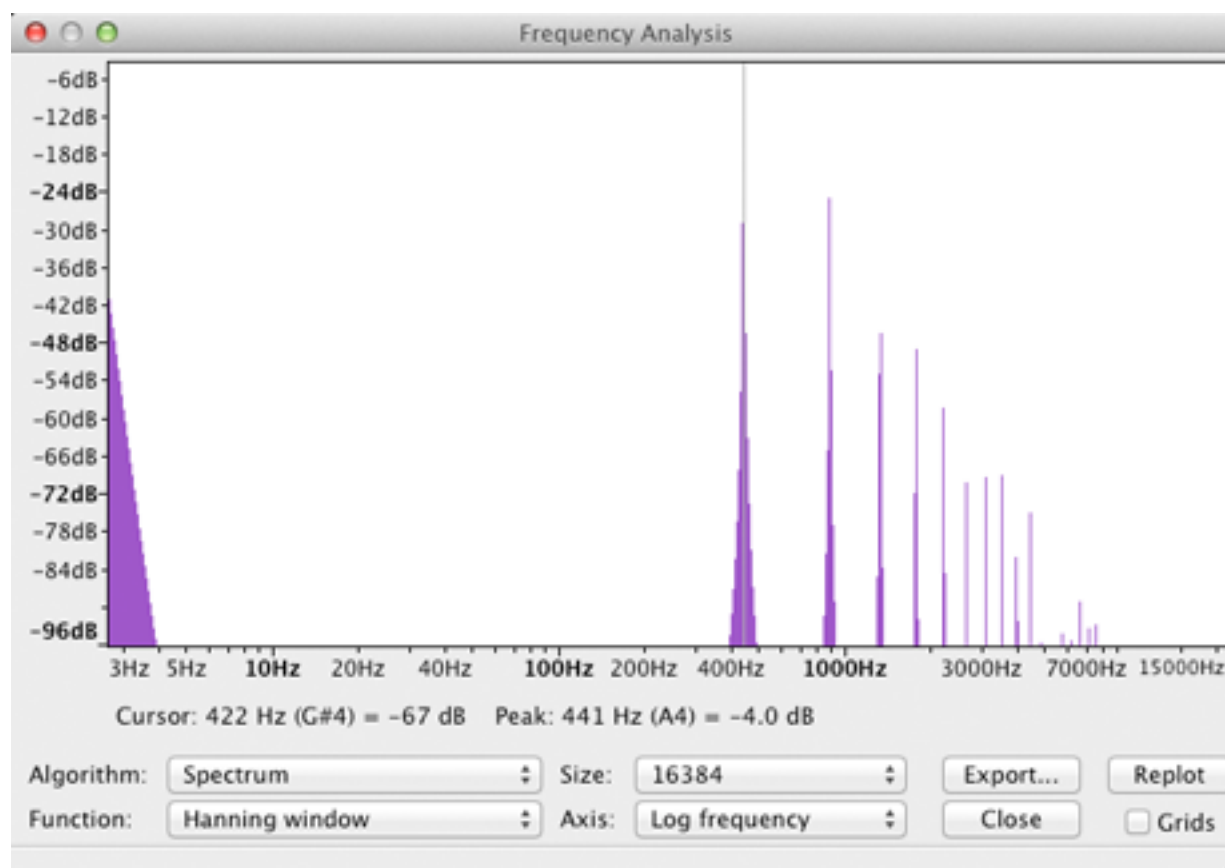 Frequency Analysis
-6dB
-12dB
-18dB
-24dB
-30dB
-36dB
-42dB
-48dB
-54dB
-60dB
-66dB
-72dB
-78dB
-84dB
-96dB
3Hz 5Hz 10Hz 20Hz 40Hz 100Hz 200Hz 400Hz 1000Hz 3000Hz 7000Hz 15000Hz
Cursor: 422 Hz (G#4) = -67 dB Peak: 441 Hz (A4) = -4.0 dB
Algorithm: Spectrum Size: 16384 Export... Replot
Function: Hanning window Axis: Log frequency Close Grids